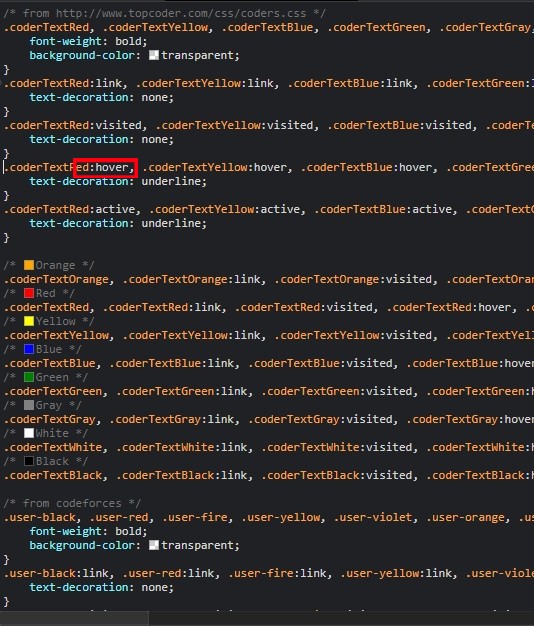 /* from http://www.topcoder.com/css/coders.css */
.coderTextRed, .coderTextYellow, .coderTextBlue, .coderTextGreen, .coderTextGray,
font-weight: bold;
background-color: transparent;
}
.coderTextRed:link, .coderTextYellow:link, .coderTextBlue:link, .coderTextGreen:l
text-decoration: none;
}
.coderTextRed:visited, .coderTextYellow:visited, .coderTextBlue:visited, .coderTe
text-decoration: none;
}
.coderTextRed:hover, .coderTextYellow:hover, .coderTextBlue:hover, .coderTextGree
text-decoration: underline;
}
.coderTextRed:active, .coderTextYellow:active, .coderTextBlue:active, .coderTextG
text-decoration: underline;
}
/* Orange */
.coderTextOrange, .coderTextOrange:link, .coderTextOrange:visited, .coderTextOran
/* Red */
.coderTextRed, .coderTextRed:link, .coderTextRed:visited, .coderTextRed:hover, .c
/* Yellow */
.coderTextYellow, .coderTextYellow:link, .coderTextYellow:visited, .coderTextYell
/* Blue */
.coderTextBlue, .coderTextBlue:link, .coderTextBlue:visited, .coderTextBlue:hover
/* Green */
.coderTextGreen, .coderTextGreen:link, .coderTextGreen:visited, .coderTextGreen:h
/* Gray */
.coderTextGray, .coderTextGray:link, .coderTextGray:visited, .coderTextGray:hover
/* White */
.coderTextWhite, .coderTextWhite:link, .coderTextWhite:visited, .coderTextWhite:h
/* Black */
.coderTextBlack, .coderTextBlack:link, .coderTextBlack:visited, .coderTextBlack:h
/* from codeforces */
.user-black, .user-red, .user-fire, .user-yellow, .user-violet, .user-orange, .us
font-weight: bold;
background-color: transparent;
}
.user-black:link, .user-red:link, .user-fire:link, .user-yellow:link, .user-viole
text-decoration: none;
}